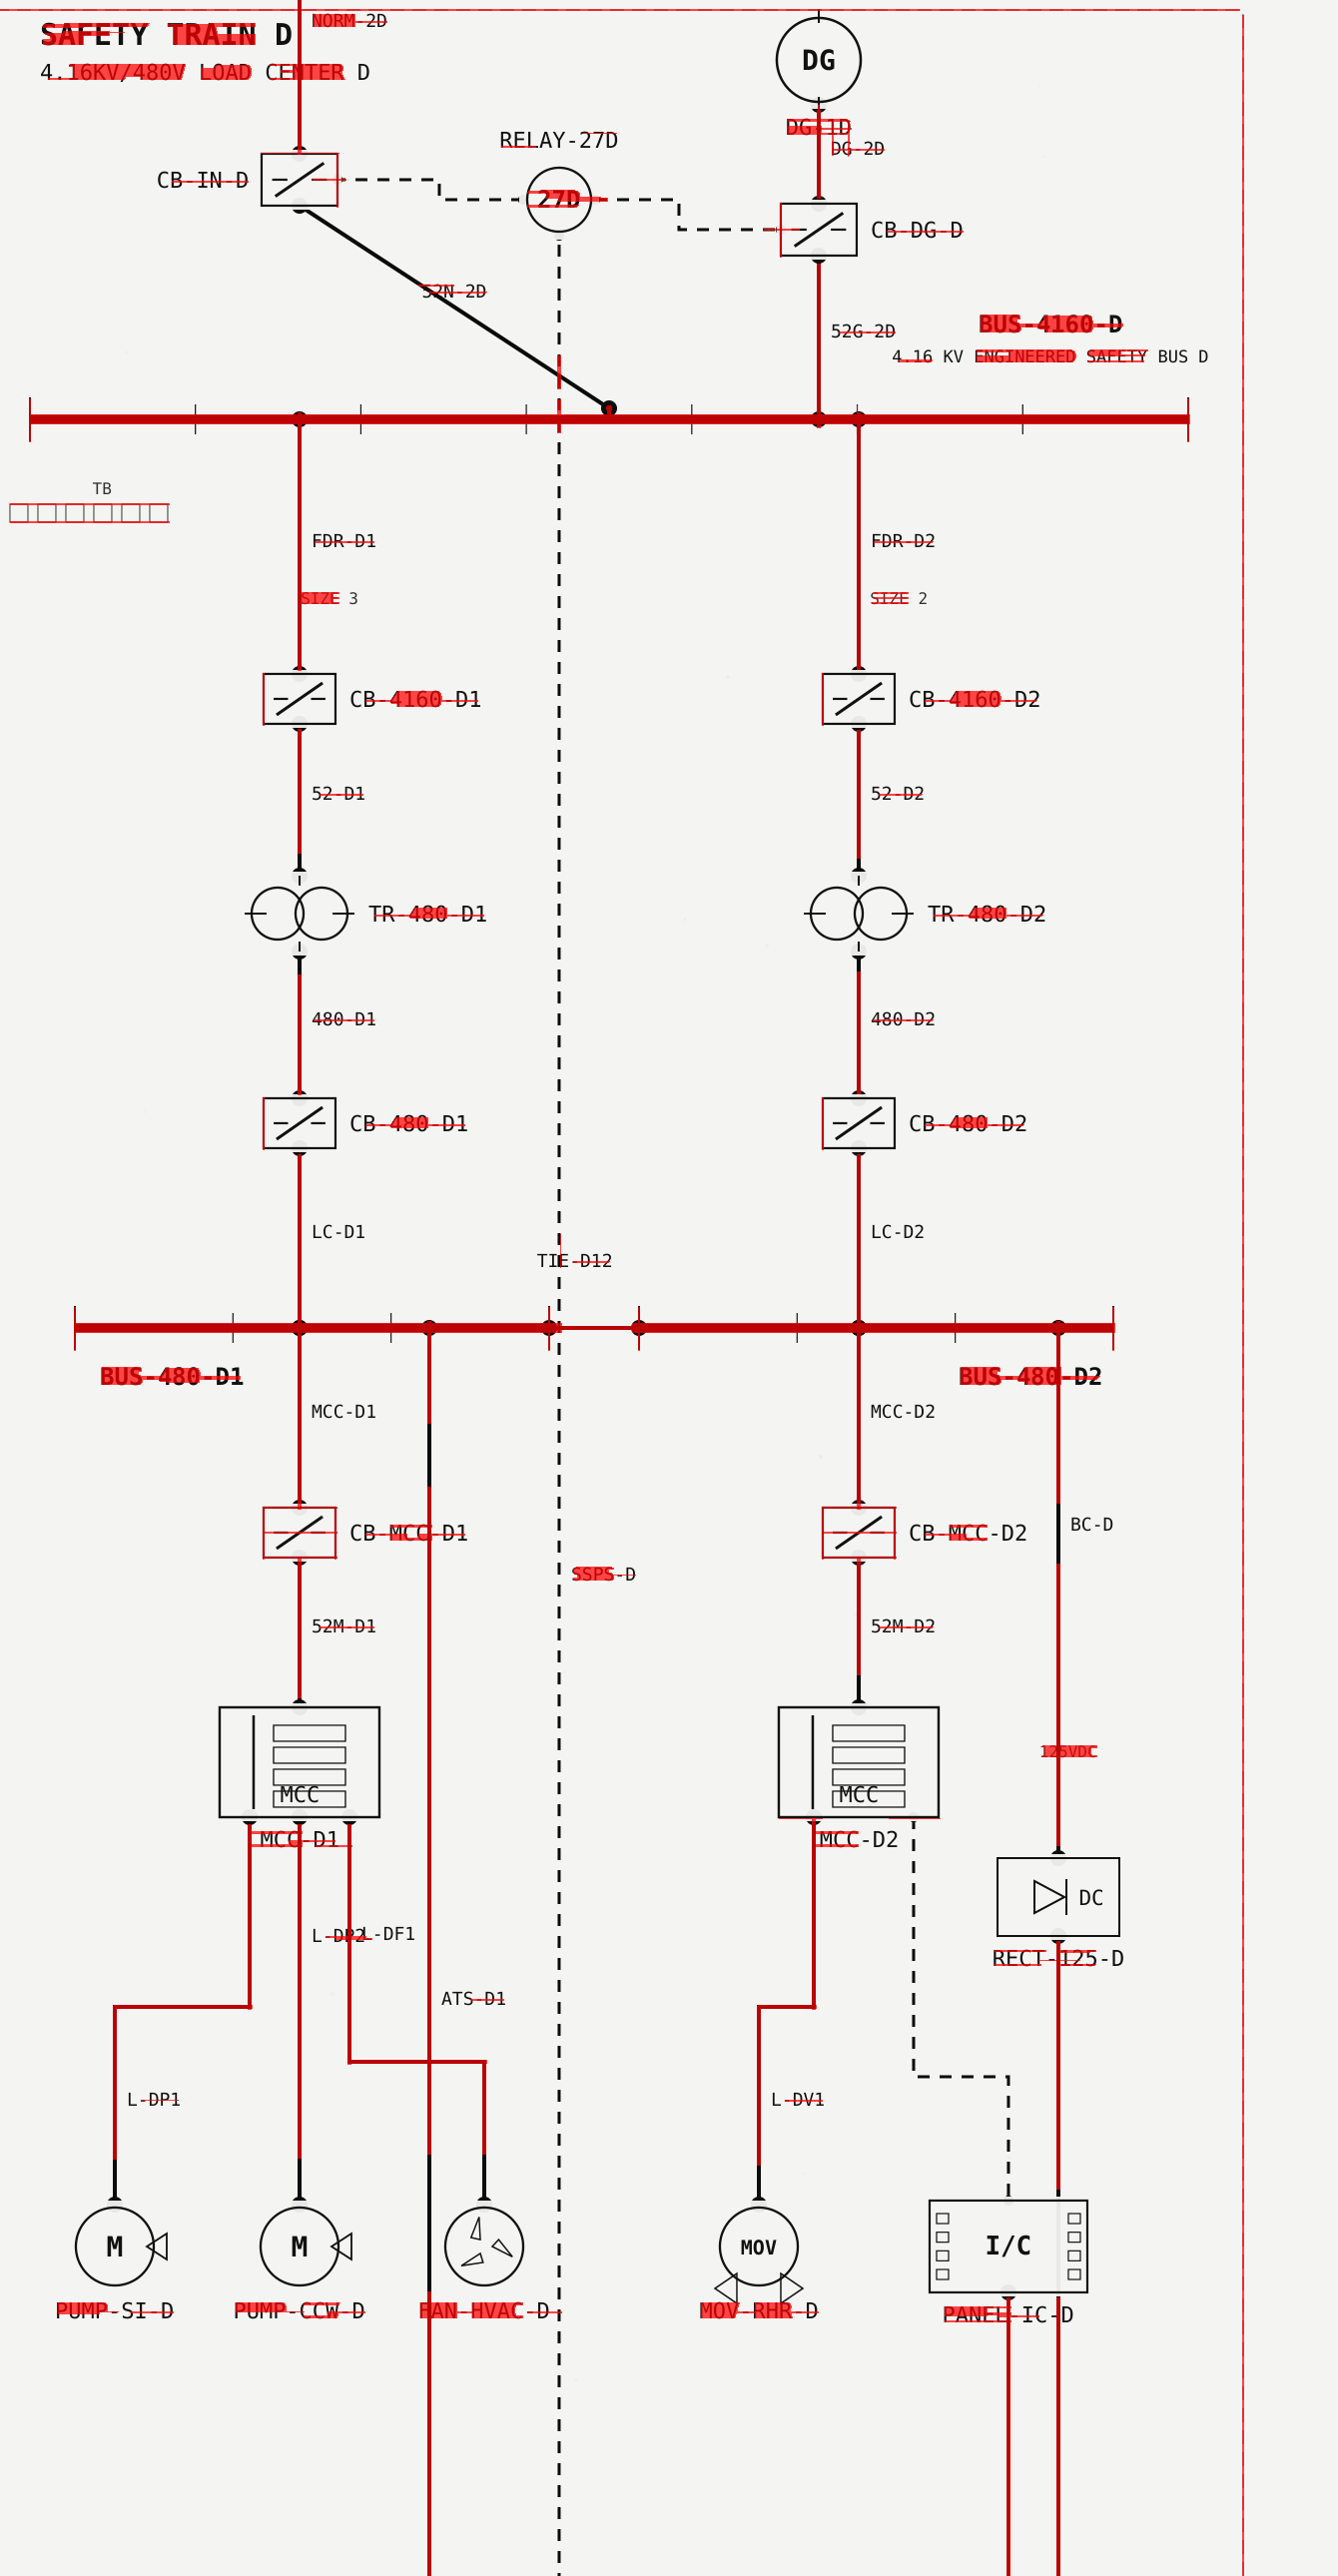 NORM-2D
SAFETY TRAIN D
4.16KV/480V LOAD CENTER D
DG
DG-1D
DG-2D
RELAY-27D
CB-IN-D
27D
CB-DG-D
52N-2D
52G-2D
BUS-4160-D
4.16 KV ENGINEERED SAFETY BUS D
TB
FDR-D1
FDR-D2
SIZE 3
SIZE 2
CB-4160-D1
CB-4160-D2
52-D1
52-D2
TR-480-D1
TR-480-D2
480-D1
480-D2
CB-480-D1
CB-480-D2
LC-D1
LC-D2
TIE-D12
BUS-480-D1
BUS-480-D2
MCC-D1
MCC-D2
CB-MCC-D1
CB-MCC-D2
BC-D
SSPS-D
52M-D1
52M-D2
125VDC
MCC
MCC
MCC-D1
MCC-D2
DC
RECT-125-D
L-DP2
L-DF1
ATS-D1
L-DP1
L-DV1
M
M
MOV
I/C
PUMP-SI-D
PUMP-CCW-D
FAN-HVAC-D
MOV-RHR-D
PANEL-IC-D